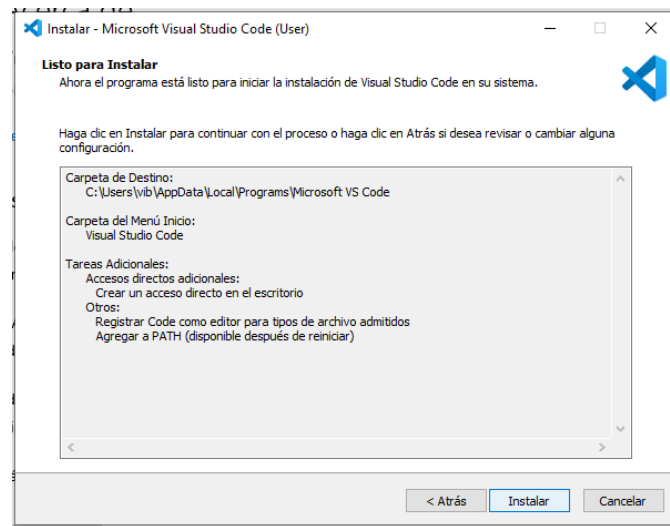 Instalar - Microsoft Visual Studio Code (User)
Listo para Instalar
Ahora el programa está listo para iniciar la instalación de Visual Studio Code en su sistema.
Haga clic en Instalar para continuar con el proceso o haga clic en Atrás si desea revisar o cambiar alguna
configuración.
Carpeta de Destino:
C:\Users\vib\AppData\Local\Programs\Microsoft VS Code
Carpeta del Menú Inicio:
Visual Studio Code
Tareas Adicionales:
Accesos directos adicionales:
Crear un acceso directo en el escritorio
Otros:
Registrar Code como editor para tipos de archivo admitidos
Agregar a PATH (disponible después de reiniciar)
< Atrás
Instalar
Cancelar